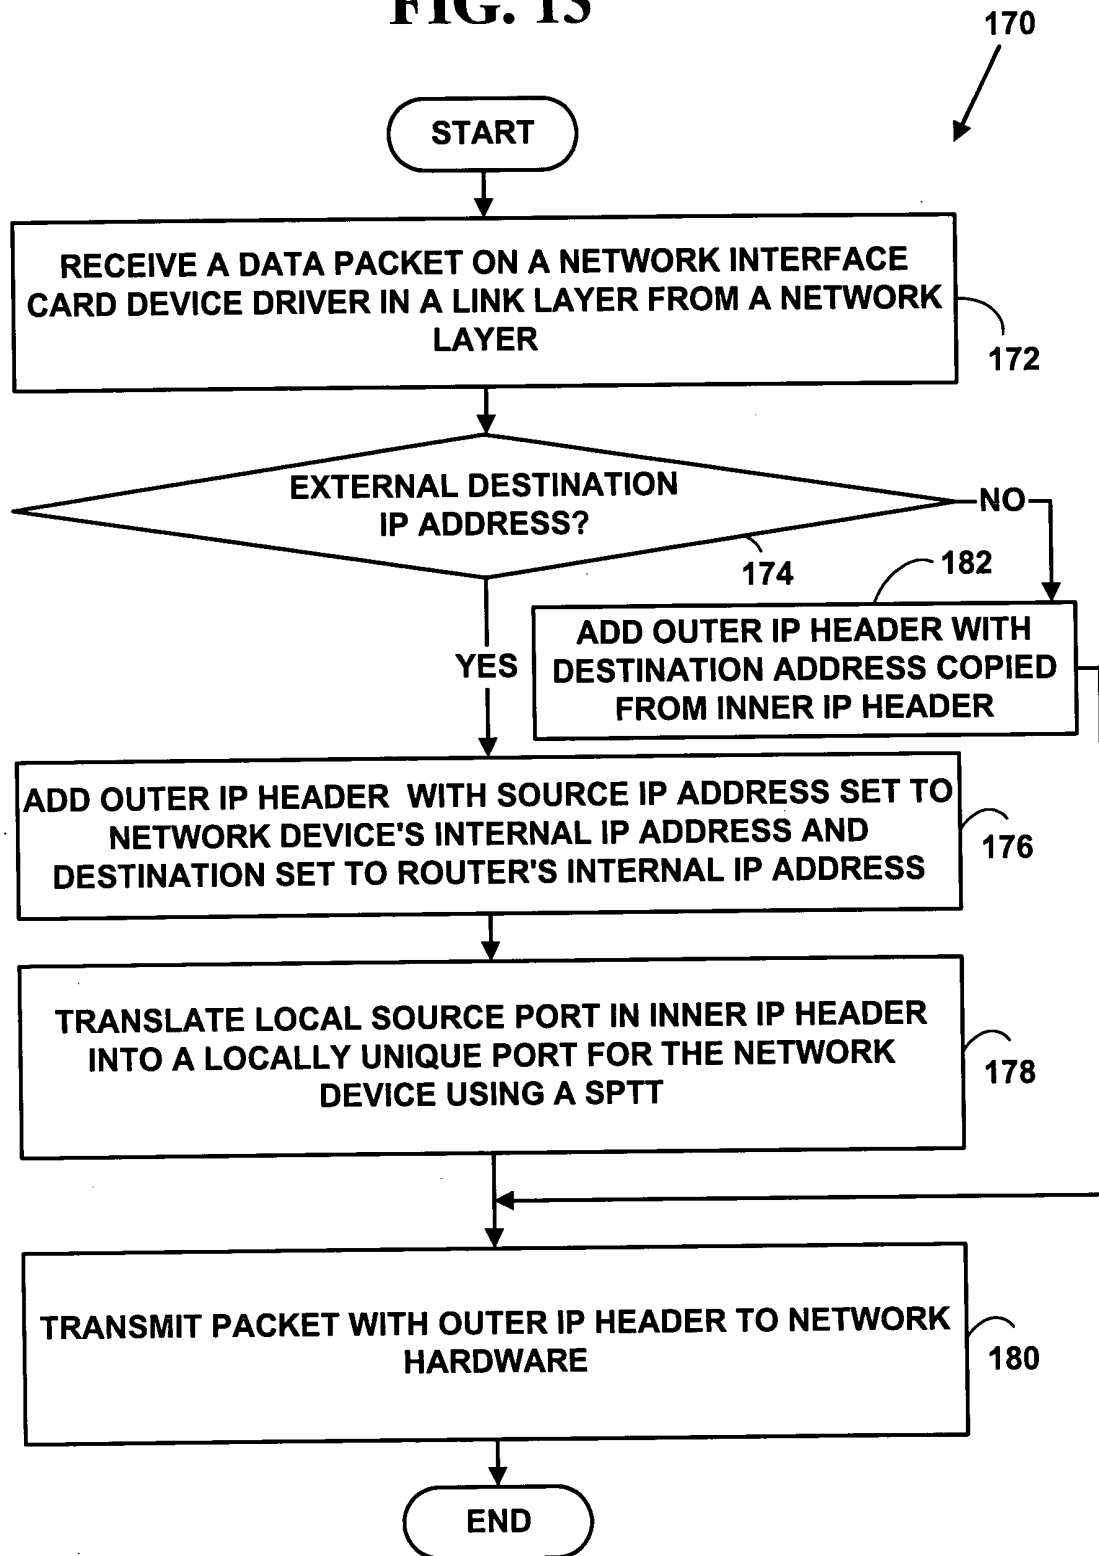 FIG. 13
170
START
RECEIVE A DATA PACKET ON A NETWORK INTERFACE
CARD DEVICE DRIVER IN A LINK LAYER FROM A NETWORK
LAYER
172
EXTERNAL DESTINATION
IP ADDRESS?
NO
174
182
ADD OUTER IP HEADER WITH
DESTINATION ADDRESS COPIED
FROM INNER IP HEADER
YES
ADD OUTER IP HEADER WITH SOURCE IP ADDRESS SET TO
NETWORK DEVICE'S INTERNAL IP ADDRESS AND
DESTINATION SET TO ROUTER'S INTERNAL IP ADDRESS
176
TRANSLATE LOCAL SOURCE PORT IN INNER IP HEADER
INTO A LOCALLY UNIQUE PORT FOR THE NETWORK
DEVICE USING A SPTT
178
TRANSMIT PACKET WITH OUTER IP HEADER TO NETWORK
HARDWARE
180
END